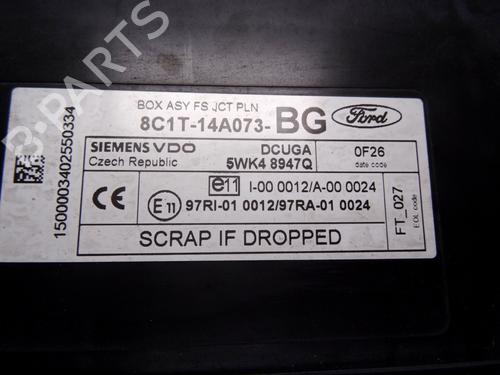 BOX ASY FS JCT PLN
8C1T-14A073-BG
Ford
SIEMENS VDO
Czech Republic
DCUGA
5WK4 8947Q
0F26
date code
e11 I-00 0012/A-00 0024
E11 97RI-01 0012/97RA-01 0024
SCRAP IF DROPPED
FT_027
EOL code
1500003402550334
B-PARTS